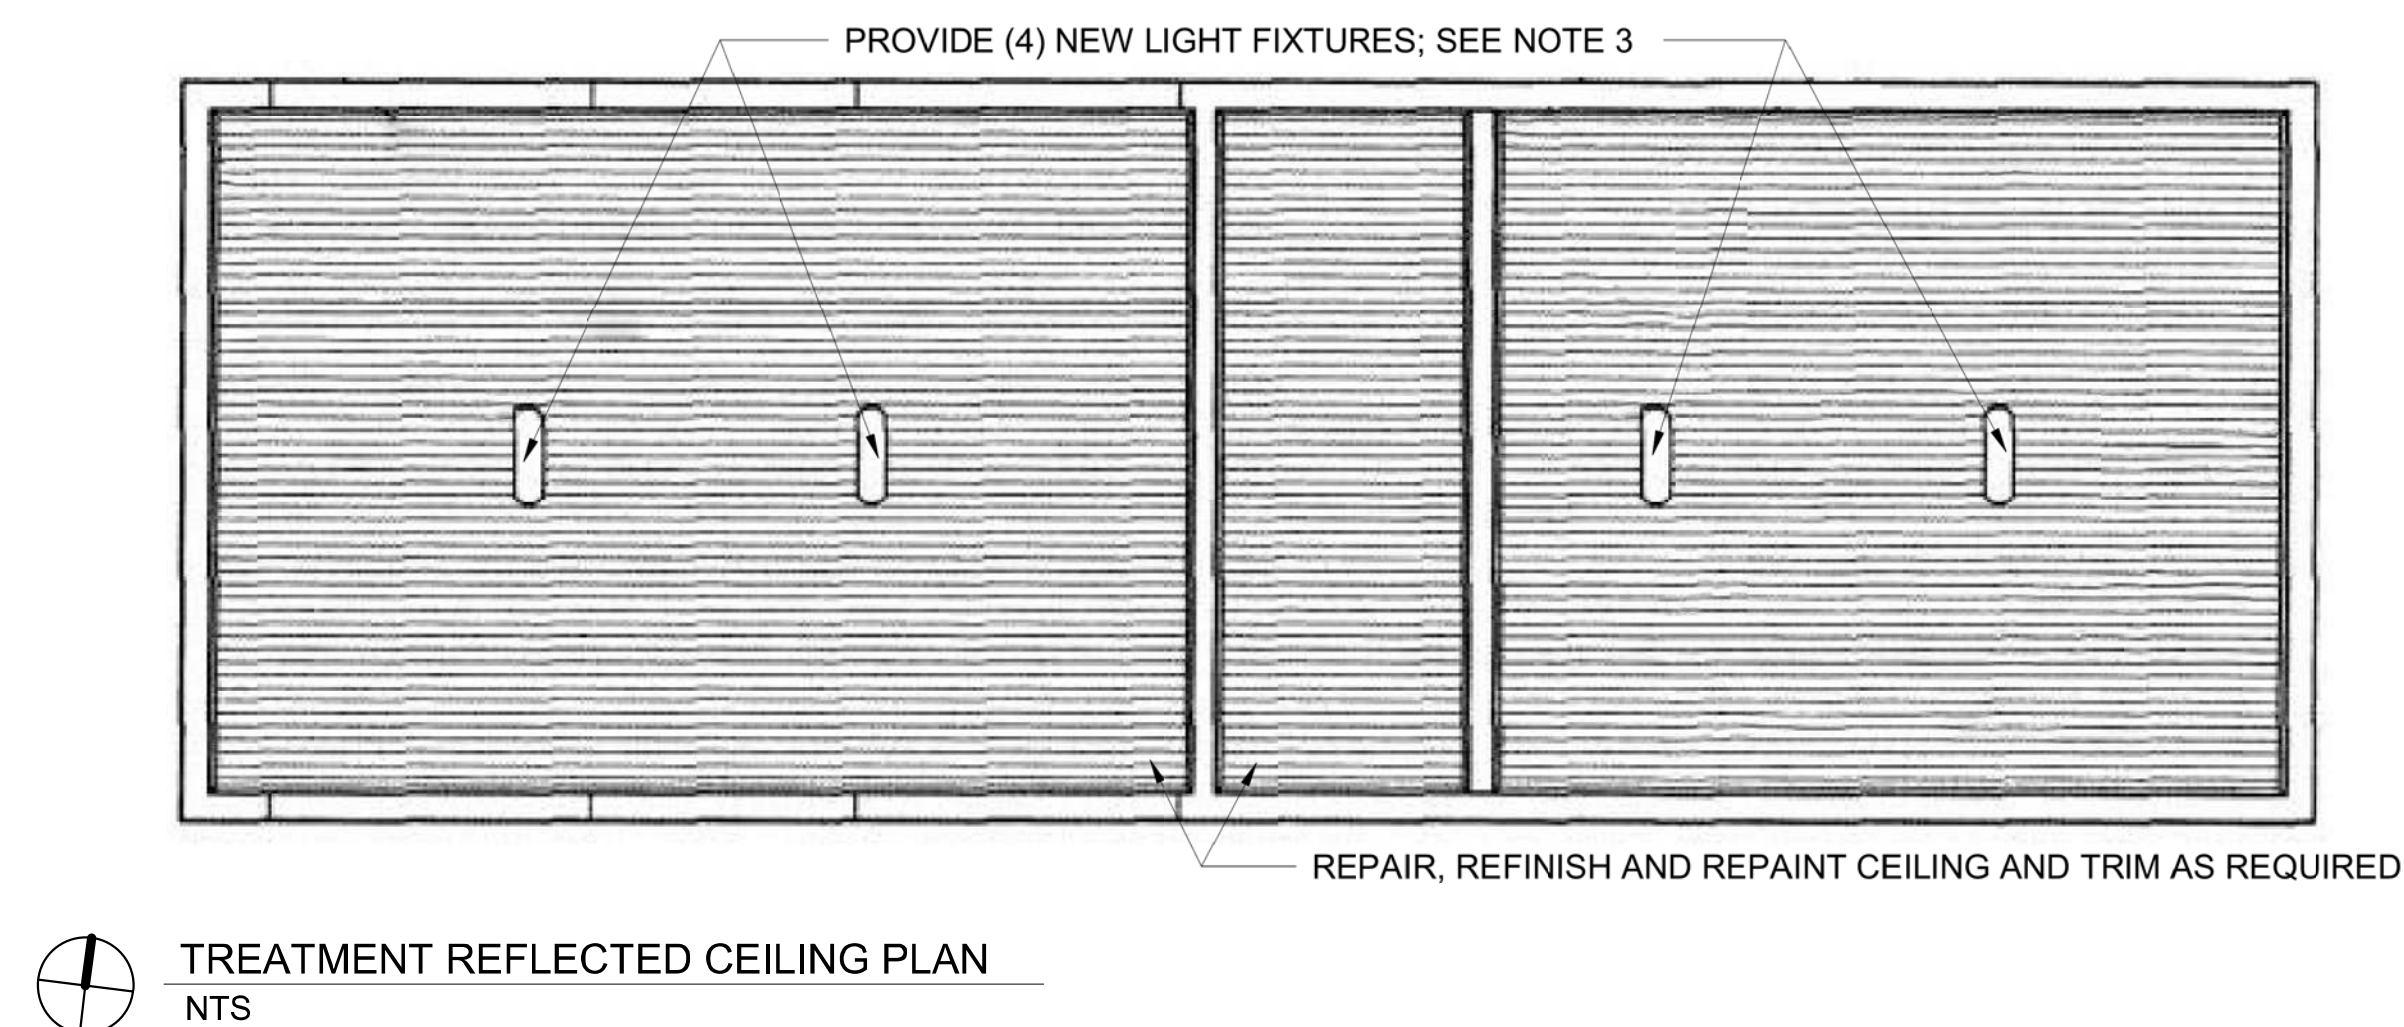 PROVIDE (4) NEW LIGHT FIXTURES; SEE NOTE 3
REPAIR, REFINISH AND REPAINT CEILING AND TRIM AS REQUIRED
TREATMENT REFLECTED CEILING PLAN
NTS